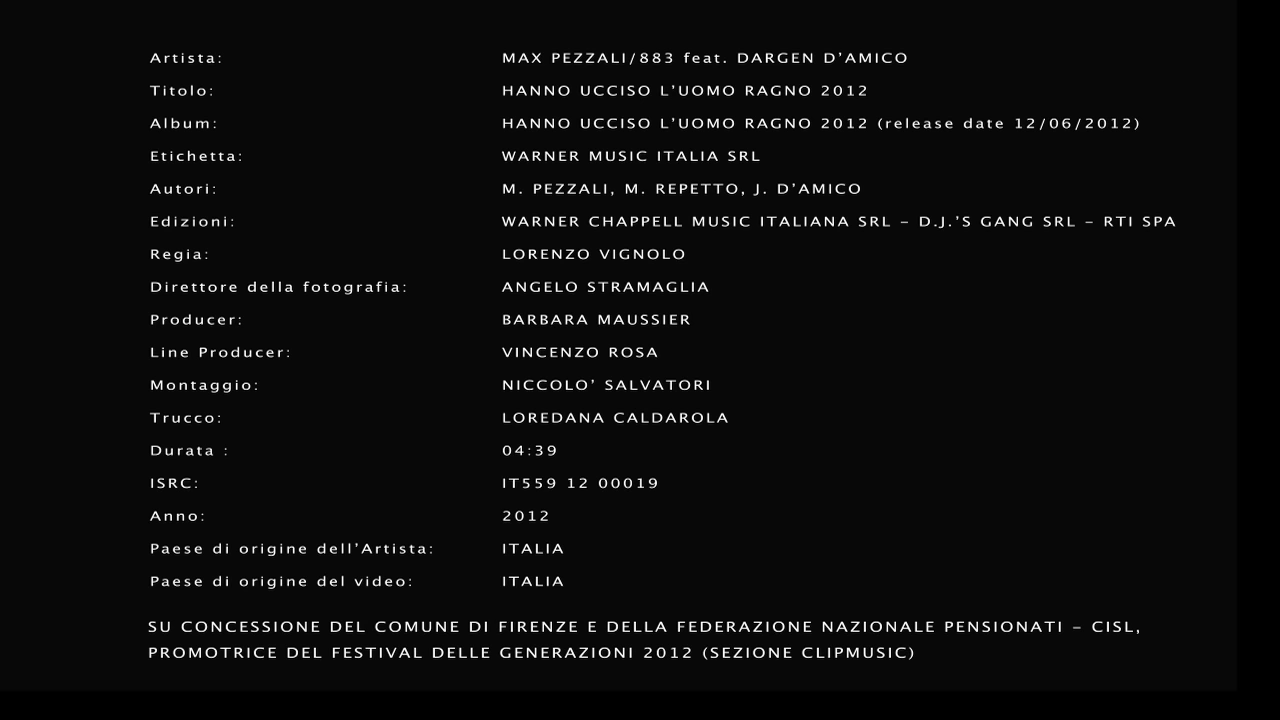 Artista: MAX PEZZALI/883 feat. DARGEN D’AMICO
Titolo: HANNO UCCISO L’UOMO RAGNO 2012
Album: HANNO UCCISO L’UOMO RAGNO 2012 (release date 12/06/2012)
Etichetta: WARNER MUSIC ITALIA SRL
Autori: M. PEZZALI, M. REPETTO, J. D’AMICO
Edizioni: WARNER CHAPPELL MUSIC ITALIANA SRL – D.J.’S GANG SRL – RTI SPA
Regia: LORENZO VIGNOLO
Direttore della fotografia: ANGELO STRAMAGLIA
Producer: BARBARA MAUSSIER
Line Producer: VINCENZO ROSA
Montaggio: NICCOLO’ SALVATORI
Trucco: LOREDANA CALDAROLA
Durata : 04:39
ISRC: IT559 12 00019
Anno: 2012
Paese di origine dell’Artista: ITALIA
Paese di origine del video: ITALIA
SU CONCESSIONE DEL COMUNE DI FIRENZE E DELLA FEDERAZIONE NAZIONALE PENSIONATI – CISL,
PROMOTRICE DEL FESTIVAL DELLE GENERAZIONI 2012 (SEZIONE CLIPMUSIC)